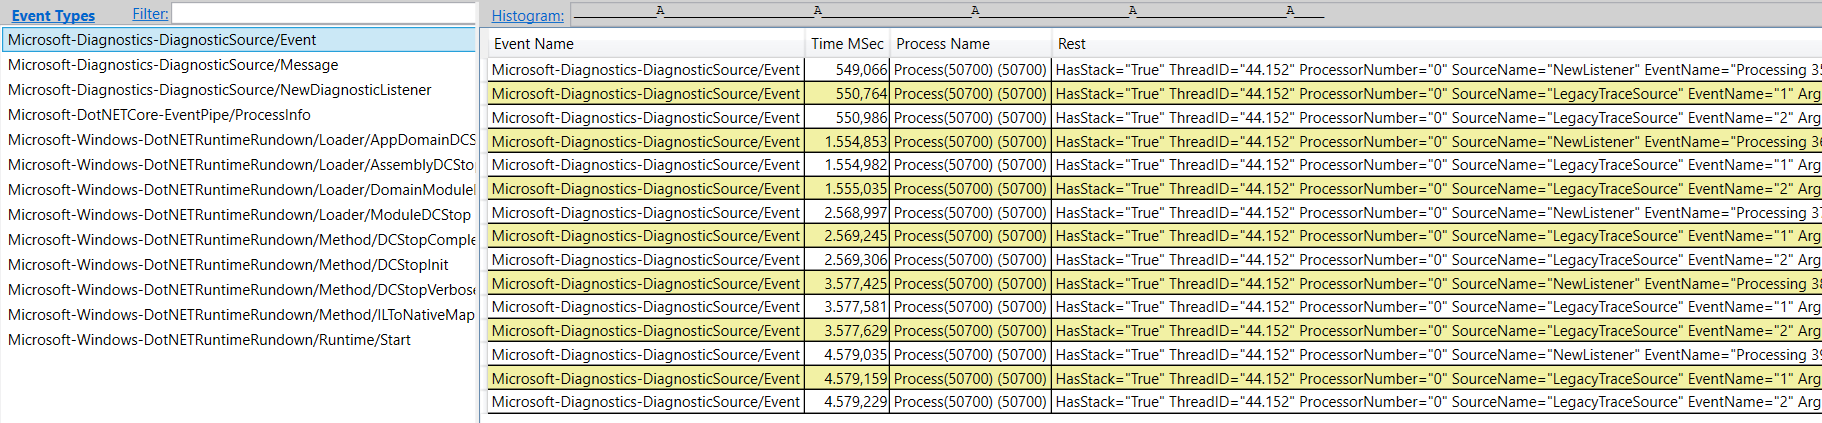 Event Types Filter:
Microsoft-Diagnostics-DiagnosticSource/Event
Microsoft-Diagnostics-DiagnosticSource/Message
Microsoft-Diagnostics-DiagnosticSource/NewDiagnosticListener
Microsoft-DotNETCore-EventPipe/ProcessInfo
Microsoft-Windows-DotNETRuntimeRundown/Loader/AppDomainDCS
Microsoft-Windows-DotNETRuntimeRundown/Loader/AssemblyDCSto
Microsoft-Windows-DotNETRuntimeRundown/Loader/DomainModule
Microsoft-Windows-DotNETRuntimeRundown/Loader/ModuleDCStop
Microsoft-Windows-DotNETRuntimeRundown/Method/DCStopComple
Microsoft-Windows-DotNETRuntimeRundown/Method/DCStopInit
Microsoft-Windows-DotNETRuntimeRundown/Method/DCStopVerbose
Microsoft-Windows-DotNETRuntimeRundown/Method/ILToNativeMap
Microsoft-Windows-DotNETRuntimeRundown/Runtime/Start
Histogram: _________A________________A________________A________________A________________A___
Event Name Time MSec Process Name Rest
Microsoft-Diagnostics-DiagnosticSource/Event 549,066 Process(50700) (50700) HasStack="True" ThreadID="44.152" ProcessorNumber="0" SourceName="NewListener" EventName="Processing 35
Microsoft-Diagnostics-DiagnosticSource/Event 550,764 Process(50700) (50700) HasStack="True" ThreadID="44.152" ProcessorNumber="0" SourceName="LegacyTraceSource" EventName="1" Arg
Microsoft-Diagnostics-DiagnosticSource/Event 550,986 Process(50700) (50700) HasStack="True" ThreadID="44.152" ProcessorNumber="0" SourceName="LegacyTraceSource" EventName="2" Arg
Microsoft-Diagnostics-DiagnosticSource/Event 1.554,853 Process(50700) (50700) HasStack="True" ThreadID="44.152" ProcessorNumber="0" SourceName="NewListener" EventName="Processing 36
Microsoft-Diagnostics-DiagnosticSource/Event 1.554,982 Process(50700) (50700) HasStack="True" ThreadID="44.152" ProcessorNumber="0" SourceName="LegacyTraceSource" EventName="1" Arg
Microsoft-Diagnostics-DiagnosticSource/Event 1.555,035 Process(50700) (50700) HasStack="True" ThreadID="44.152" ProcessorNumber="0" SourceName="LegacyTraceSource" EventName="2" Arg
Microsoft-Diagnostics-DiagnosticSource/Event 2.568,997 Process(50700) (50700) HasStack="True" ThreadID="44.152" ProcessorNumber="0" SourceName="NewListener" EventName="Processing 37
Microsoft-Diagnostics-DiagnosticSource/Event 2.569,245 Process(50700) (50700) HasStack="True" ThreadID="44.152" ProcessorNumber="0" SourceName="LegacyTraceSource" EventName="1" Arg
Microsoft-Diagnostics-DiagnosticSource/Event 2.569,306 Process(50700) (50700) HasStack="True" ThreadID="44.152" ProcessorNumber="0" SourceName="LegacyTraceSource" EventName="2" Arg
Microsoft-Diagnostics-DiagnosticSource/Event 3.577,425 Process(50700) (50700) HasStack="True" ThreadID="44.152" ProcessorNumber="0" SourceName="NewListener" EventName="Processing 38
Microsoft-Diagnostics-DiagnosticSource/Event 3.577,581 Process(50700) (50700) HasStack="True" ThreadID="44.152" ProcessorNumber="0" SourceName="LegacyTraceSource" EventName="1" Arg
Microsoft-Diagnostics-DiagnosticSource/Event 3.577,629 Process(50700) (50700) HasStack="True" ThreadID="44.152" ProcessorNumber="0" SourceName="LegacyTraceSource" EventName="2" Arg
Microsoft-Diagnostics-DiagnosticSource/Event 4.579,035 Process(50700) (50700) HasStack="True" ThreadID="44.152" ProcessorNumber="0" SourceName="NewListener" EventName="Processing 39
Microsoft-Diagnostics-DiagnosticSource/Event 4.579,159 Process(50700) (50700) HasStack="True" ThreadID="44.152" ProcessorNumber="0" SourceName="LegacyTraceSource" EventName="1" Arg
Microsoft-Diagnostics-DiagnosticSource/Event 4.579,229 Process(50700) (50700) HasStack="True" ThreadID="44.152" ProcessorNumber="0" SourceName="LegacyTraceSource" EventName="2" Arg